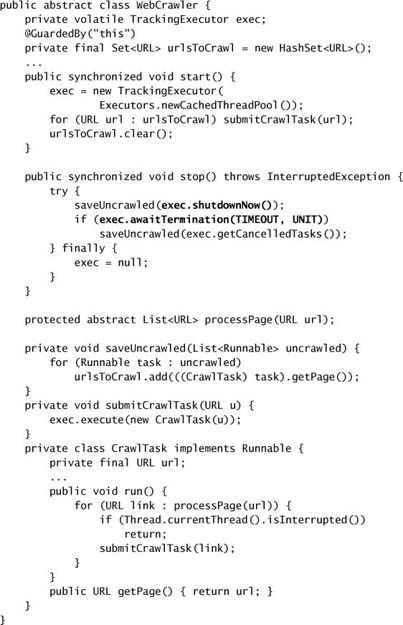 public abstract class WebCrawler {
    private volatile TrackingExecutor exec;
    @GuardedBy("this")
    private final Set<URL> urlsToCrawl = new HashSet<URL>();
    ...
    public synchronized void start() {
        exec = new TrackingExecutor(
                Executors.newCachedThreadPool());
        for (URL url : urlsToCrawl) submitCrawlTask(url);
        urlsToCrawl.clear();
    }

    public synchronized void stop() throws InterruptedException {
        try {
            saveUncrawled(exec.shutdownNow());
            if (exec.awaitTermination(TIMEOUT, UNIT))
                saveUncrawled(exec.getCancelledTasks());
        } finally {
            exec = null;
        }
    }

    protected abstract List<URL> processPage(URL url);

    private void saveUncrawled(List<Runnable> uncrawled) {
        for (Runnable task : uncrawled)
            urlsToCrawl.add(((CrawlTask) task).getPage());
    }
    private void submitCrawlTask(URL u) {
        exec.execute(new CrawlTask(u));
    }
    private class CrawlTask implements Runnable {
        private final URL url;
        ...
        public void run() {
            for (URL link : processPage(url)) {
                if (Thread.currentThread().isInterrupted())
                    return;
                submitCrawlTask(link);
            }
        }
        public URL getPage() { return url; }
    }
}